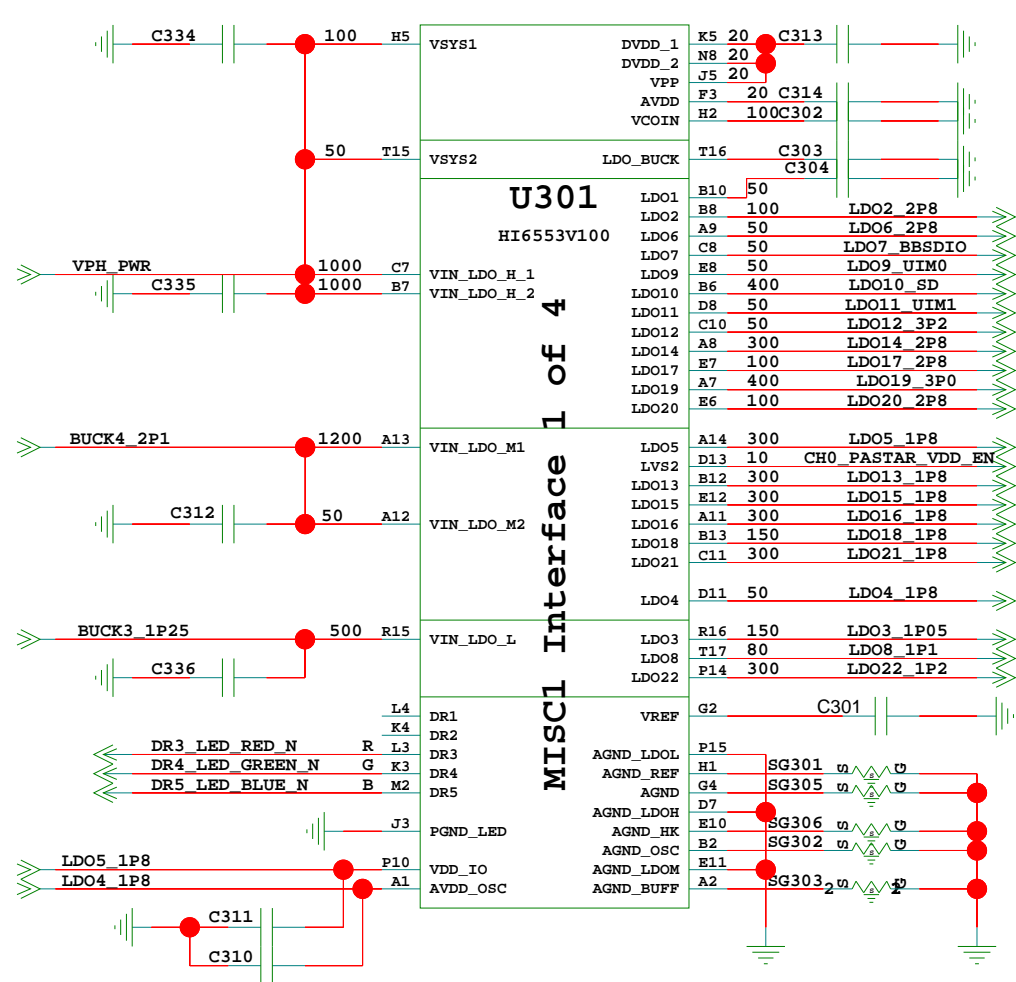 C334 100 H5 VSYS1 DVDD_1 K5 20 C313
DVDD_2 N8 20
VPP J5 20
AVDD F3 20 C314
VCOIN H2 100 C302
50 T15 VSYS2 LDO_BUCK T16 C303
C304
U301
LDO1 B10 50
LDO2 B8 100 LDO2_2P8
HI6553V100 LDO6 A9 50 LDO6_2P8
LDO7 C8 50 LDO7_BBSDIO
VPH_PWR 1000 C7 VIN_LDO_H_1 LDO9 E8 50 LDO9_UIM0
C335 1000 B7 VIN_LDO_H_2 LDO10 B6 400 LDO10_SD
LDO11 D8 50 LDO11_UIM1
LDO12 C10 50 LDO12_3P2
LDO14 A8 300 LDO14_2P8
LDO17 E7 100 LDO17_2P8
LDO19 A7 400 LDO19_3P0
LDO20 E6 100 LDO20_2P8
MISC1 Interface 1 of 4
BUCK4_2P1 1200 A13 VIN_LDO_M1 LDO5 A14 300 LDO5_1P8
LVS2 D13 10 CH0_PASTAR_VDD_EN
LDO13 B12 300 LDO13_1P8
LDO15 E12 300 LDO15_1P8
C312 50 A12 VIN_LDO_M2 LDO16 A11 300 LDO16_1P8
LDO18 B13 150 LDO18_1P8
LDO21 C11 300 LDO21_1P8
LDO4 D11 50 LDO4_1P8
BUCK3_1P25 500 R15 VIN_LDO_L LDO3 R16 150 LDO3_1P05
LDO8 T17 80 LDO8_1P1
C336 LDO22 P14 300 LDO22_1P2
L4 DR1 VREF G2 C301
K4 DR2
DR3_LED_RED_N R L3 DR3 AGND_LDOL P15
DR4_LED_GREEN_N G K3 DR4 AGND_REF H1 SG301 S s G
DR5_LED_BLUE_N B M2 DR5 AGND G4 SG305 S s G
AGND_LDOH D7
J3 PGND_LED AGND_HK E10 SG306 S s G
AGND_OSC B2 SG302 S s G
LDO5_1P8 P10 VDD_IO AGND_LDOM E11
LDO4_1P8 A1 AVDD_OSC AGND_BUFF A2 SG303 2 S s 1 G
C311
C310